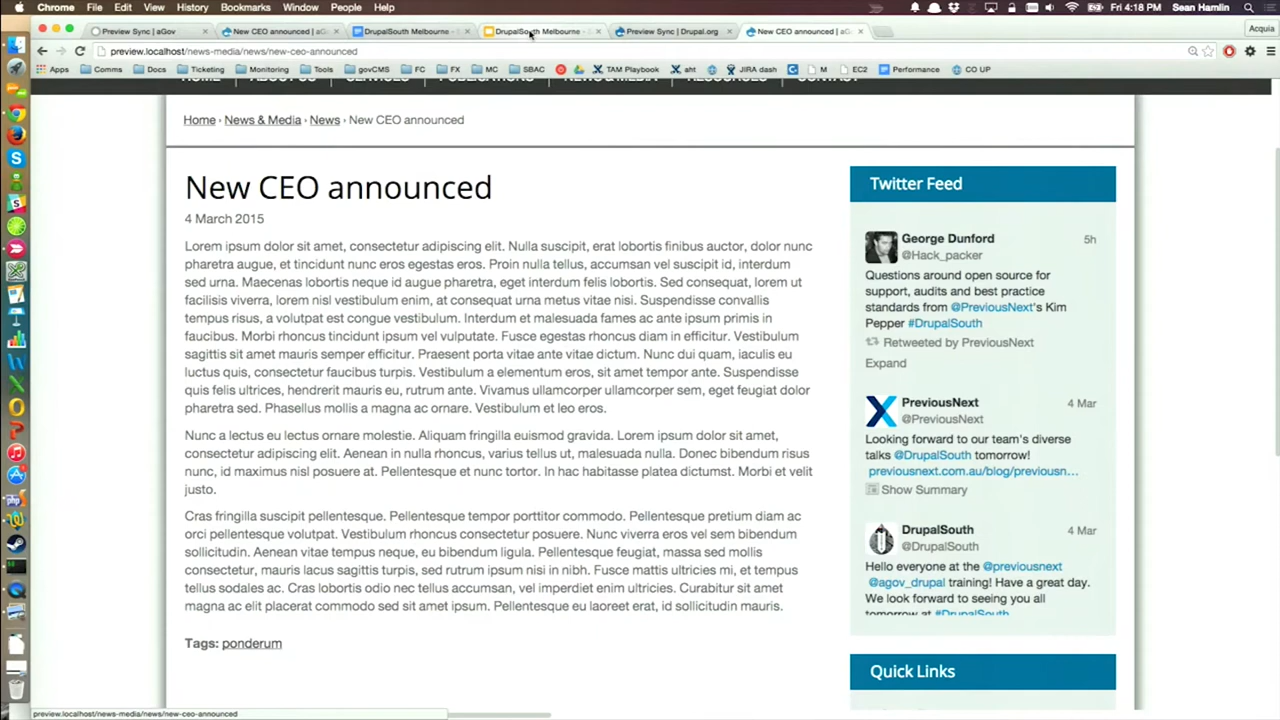 Chrome File Edit View History Bookmarks Window People Help
Fri 4:18 PM Sean Hamlin
Preview Sync | aGov
New CEO announced | aG
DrupalSouth Melbourne -
DrupalSouth Melbourne -
Preview Sync | Drupal.org
New CEO announced | aG
Acquia
preview.localhost/news-media/news/new-ceo-announced
Apps Comms Docs Ticketing Monitoring Tools govCMS FC FX MC SBAC TAM Playbook aht JIRA dash M EC2 Performance CO UP
Home › News & Media › News › New CEO announced
New CEO announced
4 March 2015
Lorem ipsum dolor sit amet, consectetur adipiscing elit. Nulla suscipit, erat lobortis finibus auctor, dolor nunc
pharetra augue, et tincidunt nunc eros egestas eros. Proin nulla tellus, accumsan vel suscipit id, interdum
sed urna. Maecenas lobortis neque id augue pharetra, eget interdum felis lobortis. Sed consequat, lorem ut
facilisis viverra, lorem nisl vestibulum enim, at consequat urna metus vitae nisi. Suspendisse convallis
tempus risus, a volutpat est congue vestibulum. Interdum et malesuada fames ac ante ipsum primis in
faucibus. Morbi rhoncus tincidunt ipsum vel vulputate. Fusce egestas rhoncus diam in efficitur. Vestibulum
sagittis sit amet mauris semper efficitur. Praesent porta vitae ante vitae dictum. Nunc dui quam, iaculis eu
luctus quis, consectetur faucibus turpis. Vestibulum a elementum eros, sit amet tempor ante. Suspendisse
quis felis ultrices, hendrerit mauris eu, rutrum ante. Vivamus ullamcorper ullamcorper sem, eget feugiat dolor
pharetra sed. Phasellus mollis a magna ac ornare. Vestibulum et leo eros.
Nunc a lectus eu lectus ornare molestie. Aliquam fringilla euismod gravida. Lorem ipsum dolor sit amet,
consectetur adipiscing elit. Aenean in nulla rhoncus, varius tellus ut, malesuada nulla. Donec bibendum risus
nunc, id maximus nisl posuere at. Pellentesque et nunc tortor. In hac habitasse platea dictumst. Morbi et velit
justo.
Cras fringilla suscipit pellentesque. Pellentesque tempor porttitor commodo. Pellentesque pretium diam ac
orci pellentesque volutpat. Vestibulum rhoncus consectetur posuere. Nunc viverra eros vel sem bibendum
sollicitudin. Aenean vitae tempus neque, eu bibendum ligula. Pellentesque feugiat, massa sed mollis
consectetur, mauris lacus sagittis turpis, sed rutrum ipsum nisi in nibh. Fusce mattis ultricies mi, et tempus
tellus sodales ac. Cras lobortis odio nec tellus accumsan, vel imperdiet enim ultricies. Curabitur sit amet
magna ac elit placerat commodo sed sit amet ipsum. Pellentesque eu laoreet erat, id sollicitudin mauris.
Tags: ponderum
Twitter Feed
George Dunford 5h
@Hack_packer
Questions around open source for
support, audits and best practice
standards from @PreviousNext's Kim
Pepper #DrupalSouth
Retweeted by PreviousNext
Expand
PreviousNext 4 Mar
@PreviousNext
Looking forward to our team's diverse
talks @DrupalSouth tomorrow!
previousnext.com.au/blog/previousn...
Show Summary
DrupalSouth 4 Mar
@DrupalSouth
Hello everyone at the @previousnext
@agov_drupal training! Have a great day.
We look forward to seeing you all
tomorrow at #DrupalSouth
Quick Links
preview.localhost/news-media/news/new-ceo-announced